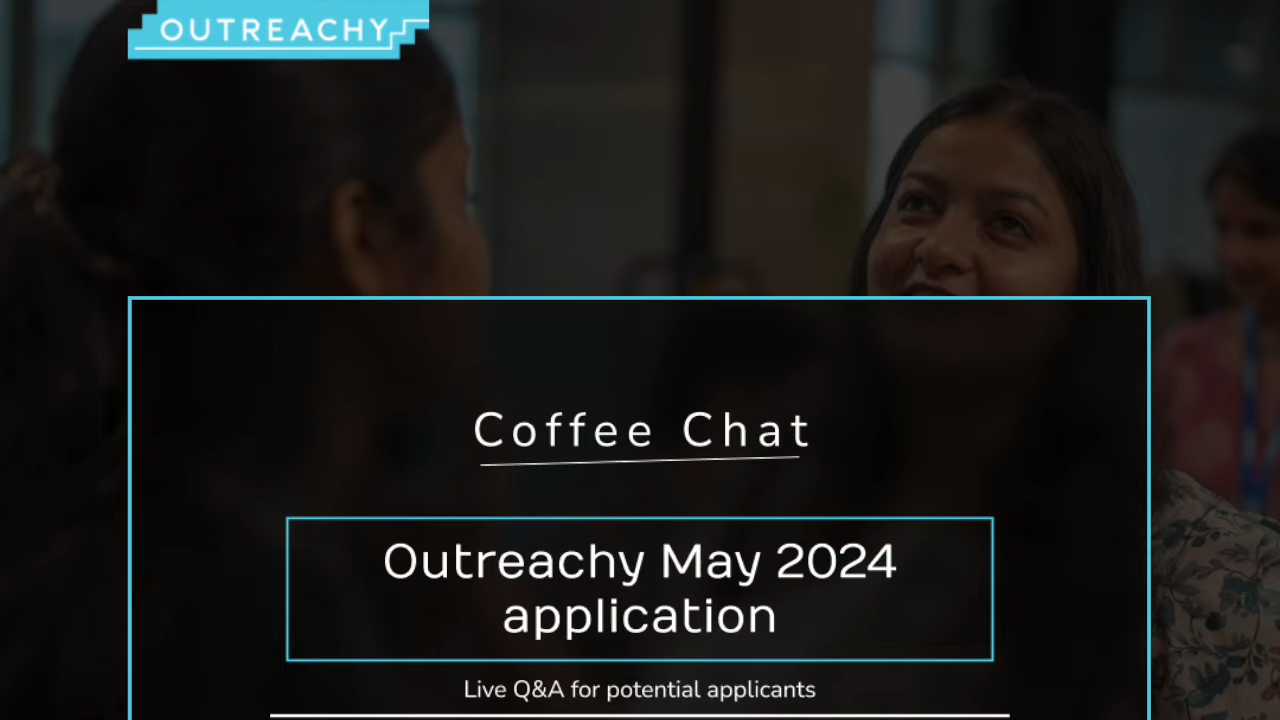 OUTREACHY
Coffee Chat
Outreachy May 2024
application
Live Q&A for potential applicants